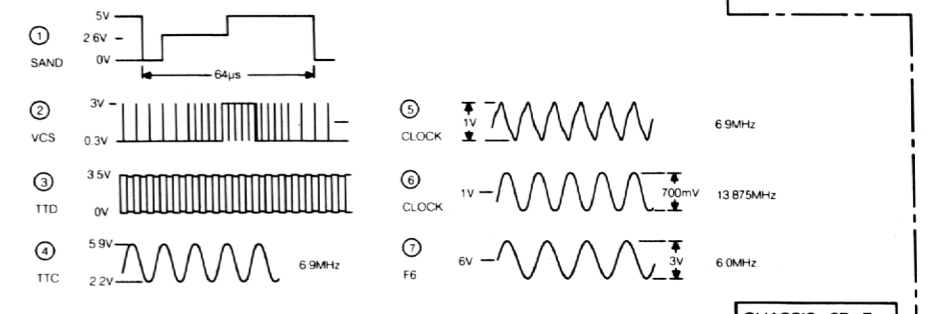 5V
1
2 6V
SAND
0V
64µs
2
3V
VCS
0.3V
3
3.5V
TTD
0V
4
5.9V
TTC
2.2V
6.9MHz
5
1V
CLOCK
6.9MHz
6
1V
700mV
13 875MHz
CLOCK
7
6V
3V
6.0MHz
F6